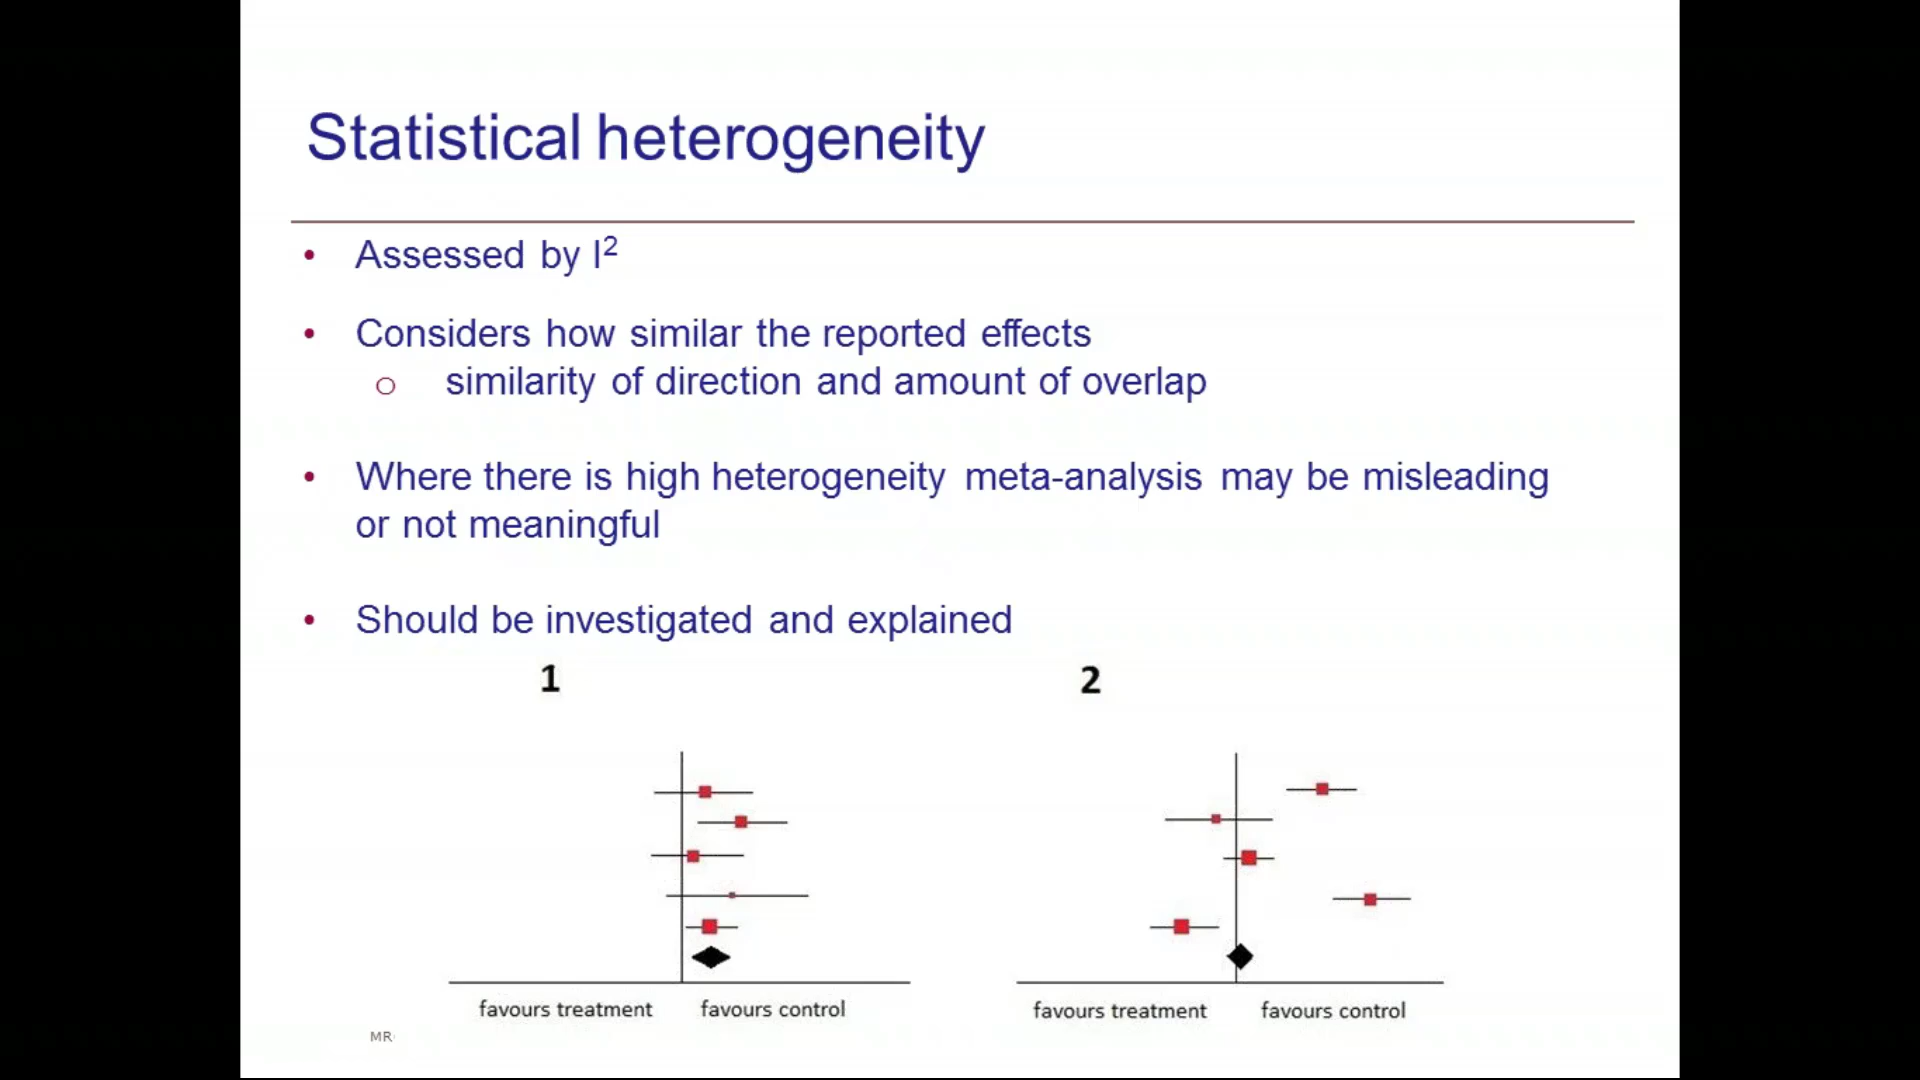 Statistical heterogeneity
• Assessed by I²
• Considers how similar the reported effects
o similarity of direction and amount of overlap
• Where there is high heterogeneity meta-analysis may be misleading
or not meaningful
• Should be investigated and explained
1
2
favours treatment favours control
favours treatment favours control
MR